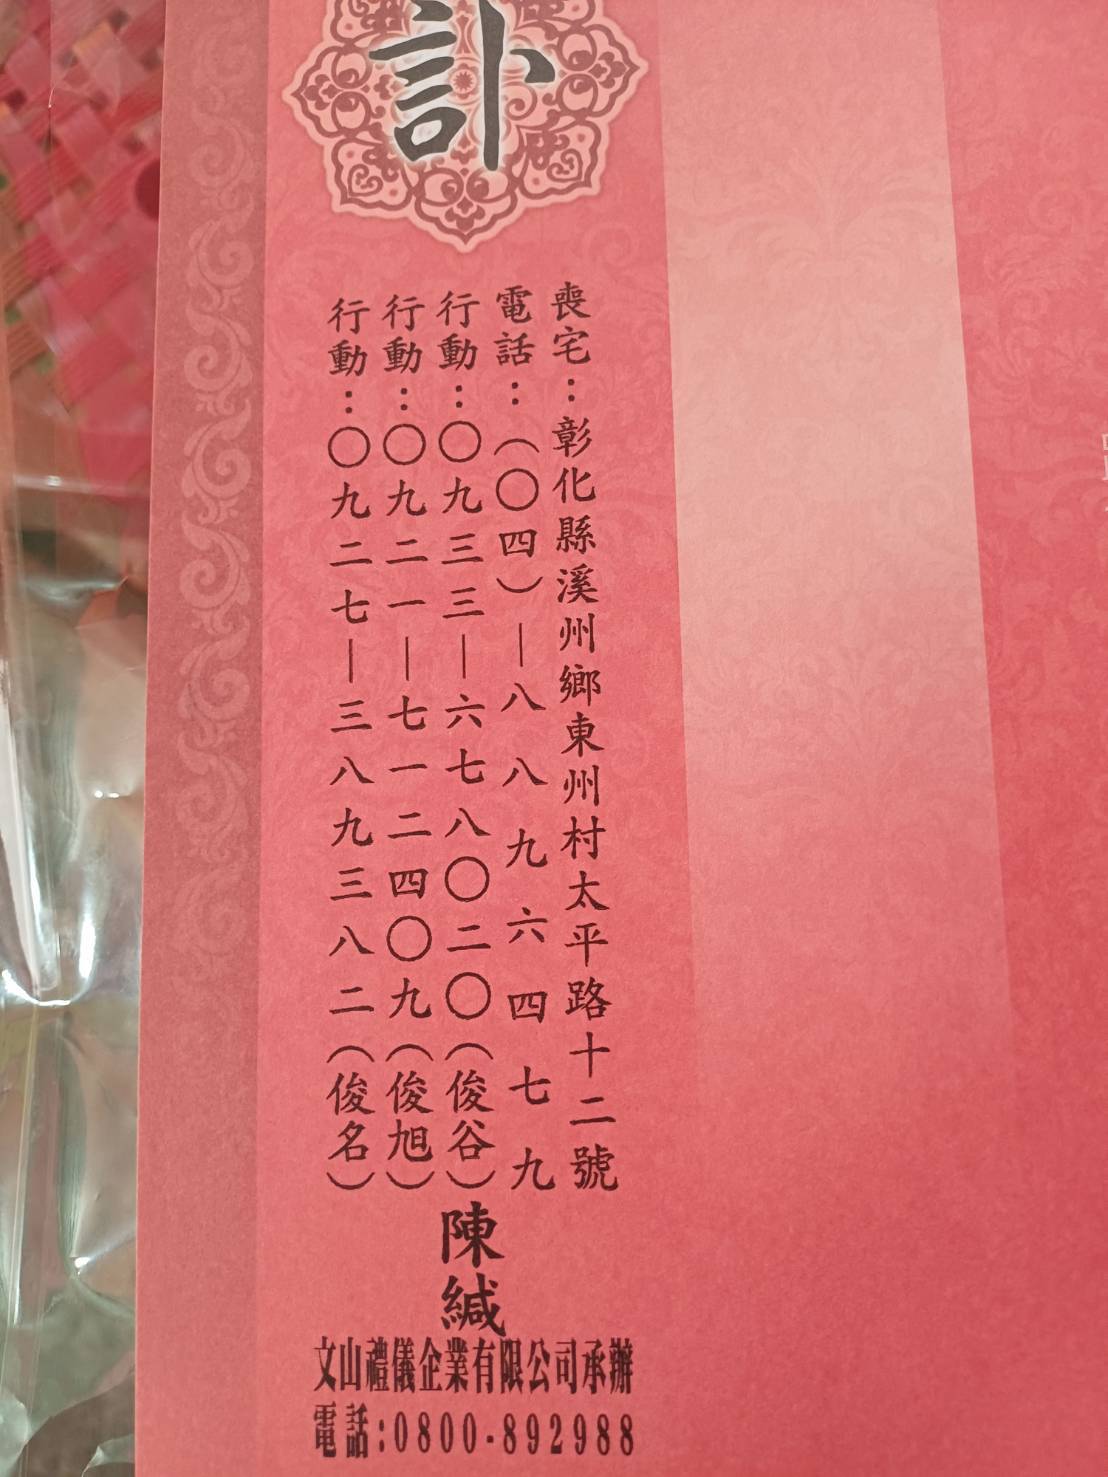 訃
喪宅：彰化縣溪州鄉東州村太平路十二號
電話：（〇四）—八八九六四七九
行動：〇九三三—六七八〇二〇（俊谷）
行動：〇九二一—七一二四〇九（俊旭）
行動：〇九二七—三八九三八二（俊名）
陳緘
文山禮儀企業有限公司承辦
電話:0800-892988